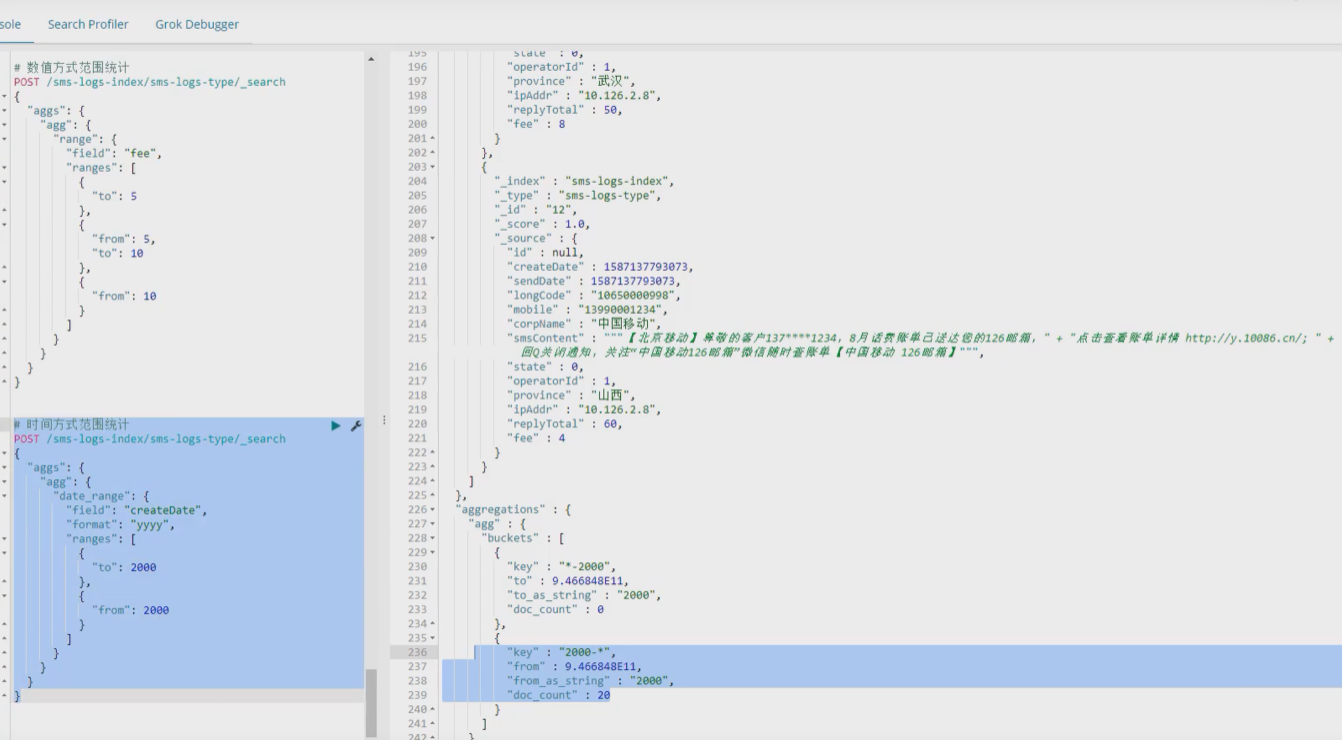 sole Search Profiler Grok Debugger
# 数值方式范围统计
POST /sms-logs-index/sms-logs-type/_search
{
"aggs": {
"agg": {
"range": {
"field": "fee",
"ranges": [
{
"to": 5
},
{
"from": 5,
"to": 10
},
{
"from": 10
}
]
}
}
}
}
# 时间方式范围统计
POST /sms-logs-index/sms-logs-type/_search
{
"aggs": {
"agg": {
"date_range": {
"field": "createDate",
"format": "yyyy",
"ranges": [
{
"to": 2000
},
{
"from": 2000
}
]
}
}
}
}
195 "state" : 0,
196 "operatorId" : 1,
197 "province" : "武汉",
198 "ipAddr" : "10.126.2.8",
199 "replyTotal" : 50,
200 "fee" : 8
201 }
202 },
203 {
204 "_index" : "sms-logs-index",
205 "_type" : "sms-logs-type",
206 "_id" : "12",
207 "_score" : 1.0,
208 "_source" : {
209 "id" : null,
210 "createDate" : 1587137793073,
211 "sendDate" : 1587137793073,
212 "longCode" : "10650000998",
213 "mobile" : "13990001234",
214 "corpName" : "中国移动",
215 "smsContent" : """【北京移动】尊敬的客户137****1234，8月话费账单已送达您的126邮箱，" + "点击查看账单详情 http://y.10086.cn/; " +
回Q关闭通知，关注"中国移动126邮箱"微信随时查账单【中国移动 126邮箱】""",
216 "state" : 0,
217 "operatorId" : 1,
218 "province" : "山西",
219 "ipAddr" : "10.126.2.8",
220 "replyTotal" : 60,
221 "fee" : 4
222 }
223 }
224 ]
225 },
226 "aggregations" : {
227 "agg" : {
228 "buckets" : [
229 {
230 "key" : "*-2000",
231 "to" : 9.466848E11,
232 "to_as_string" : "2000",
233 "doc_count" : 0
234 },
235 {
236 "key" : "2000-*",
237 "from" : 9.466848E11,
238 "from_as_string" : "2000",
239 "doc_count" : 20
240 }
241 ]
242 }